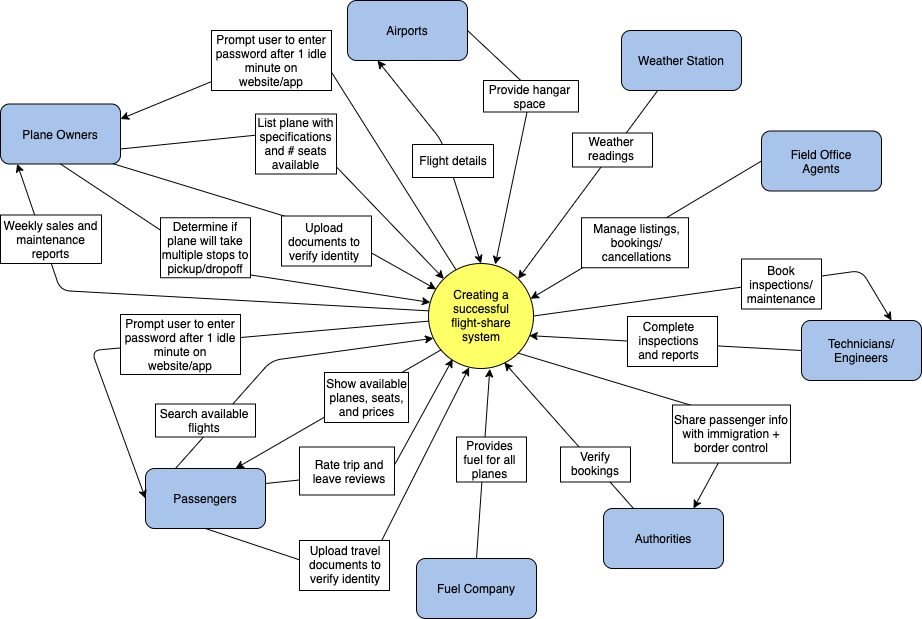 Airports
Prompt user to enter
password after 1 idle
minute on
website/app
Weather Station
Provide hangar
space
Plane Owners
List plane with
specifications
and # seats
available
Flight details
Weather
readings
Field Office
Agents
Weekly sales and
maintenance
reports
Determine if
plane will take
multiple stops to
pickup/dropoff
Upload
documents to
verify identity
Manage listings,
bookings/
cancellations
Book
inspections/
maintenance
Creating a
successful
flight-share
system
Prompt user to enter
password after 1 idle
minute on
website/app
Complete
inspections
and reports
Technicians/
Engineers
Search available
flights
Show available
planes, seats,
and prices
Share passenger info
with immigration +
border control
Rate trip and
leave reviews
Provides
fuel for all
planes
Verify
bookings
Passengers
Authorities
Upload travel
documents to
verify identity
Fuel Company